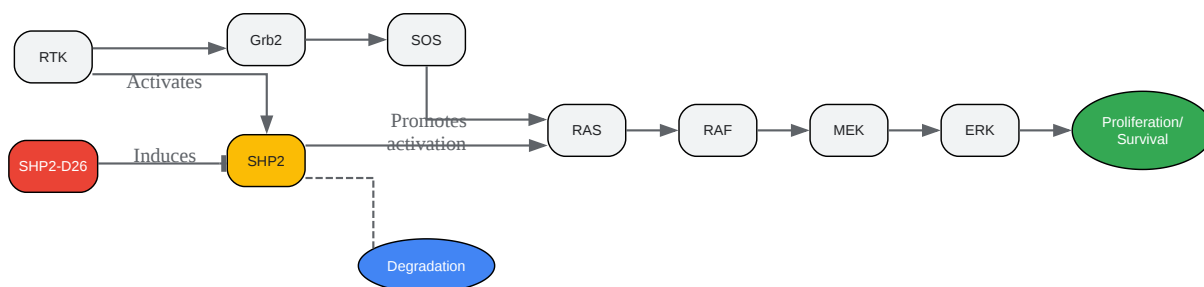 RTK
Grb2
SOS
Activates
Promotes
activation
RAS
RAF
MEK
ERK
Proliferation/
Survival
SHP2-D26
Induces
SHP2
Degradation